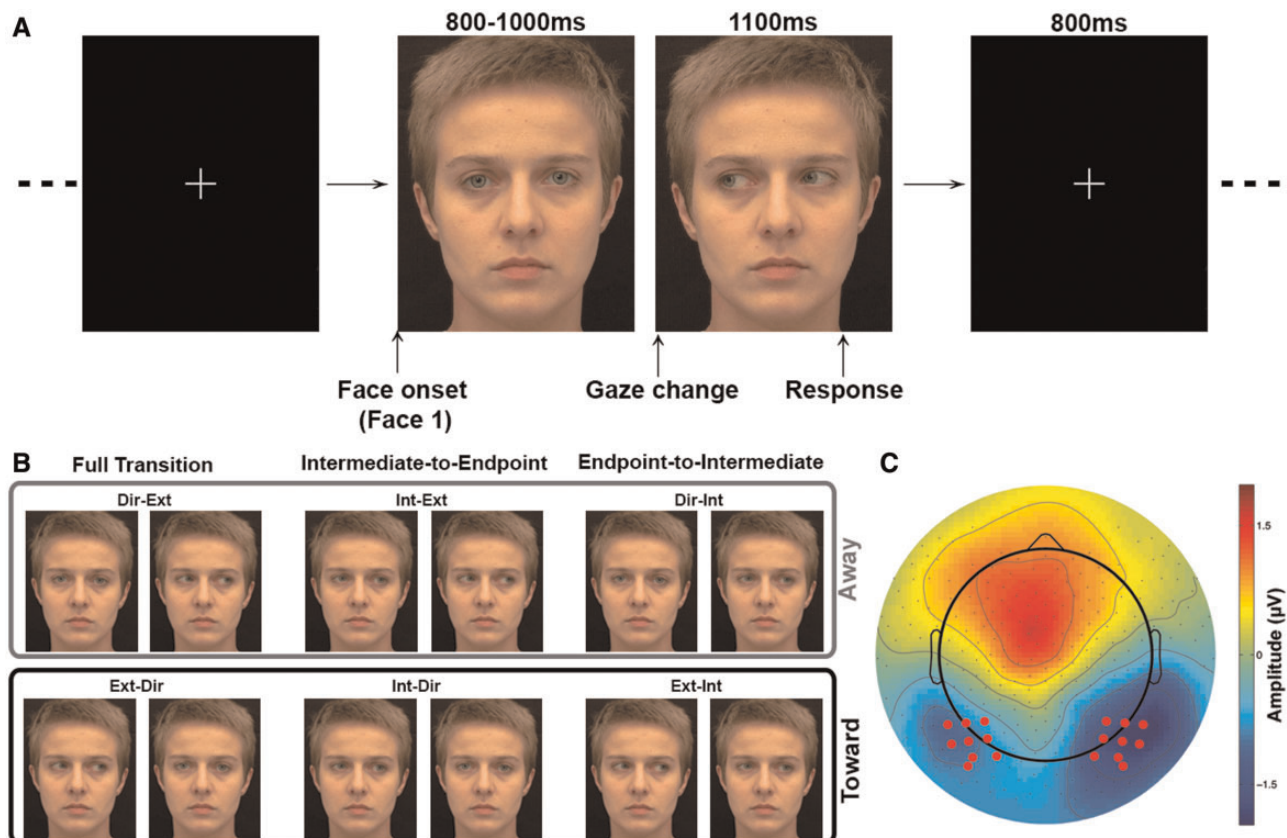 A
800-1000ms
1100ms
800ms
Face onset
(Face 1)
Gaze change
Response
B
Full Transition
Intermediate-to-Endpoint
Endpoint-to-Intermediate
Dir-Ext
Int-Ext
Dir-Int
Away
Ext-Dir
Int-Dir
Ext-Int
Toward
C
1.5
0
-1.5
Amplitude (µV)